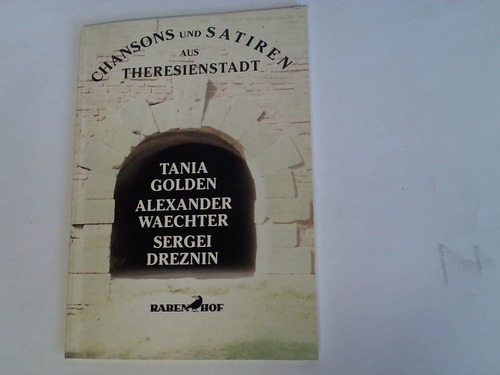 CHANSONS UND SATIREN
AUS
THERESIENSTADT
TANIA
GOLDEN
ALEXANDER
WAECHTER
SERGEI
DREZNIN
RABEN HOF